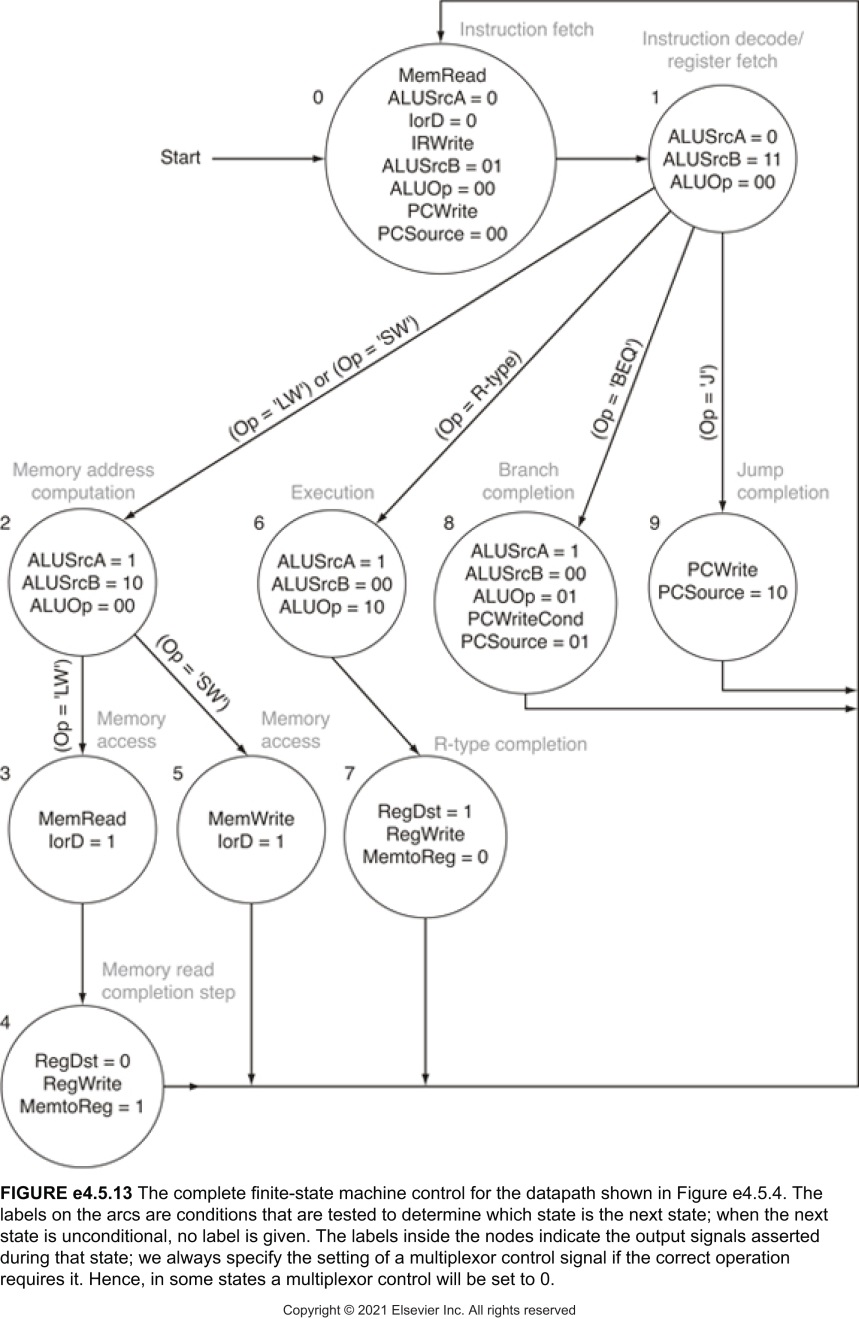 Instruction fetch
0
MemRead
ALUSrcA = 0
IorD = 0
IRWrite
ALUSrcB = 01
ALUOp = 00
PCWrite
PCSource = 00
Start
Instruction decode/
register fetch
1
ALUSrcA = 0
ALUSrcB = 11
ALUOp = 00
(Op = 'LW') or (Op = 'SW')
(Op = R-type)
(Op = 'BEQ')
(Op = 'J')
Memory address
computation
2
ALUSrcA = 1
ALUSrcB = 10
ALUOp = 00
Execution
6
ALUSrcA = 1
ALUSrcB = 00
ALUOp = 10
Branch
completion
8
ALUSrcA = 1
ALUSrcB = 00
ALUOp = 01
PCWriteCond
PCSource = 01
Jump
completion
9
PCWrite
PCSource = 10
(Op = 'LW')
(Op = 'SW')
Memory
access
3
MemRead
IorD = 1
Memory
access
5
MemWrite
IorD = 1
R-type completion
7
RegDst = 1
RegWrite
MemtoReg = 0
Memory read
completion step
4
RegDst = 0
RegWrite
MemtoReg = 1
FIGURE e4.5.13 The complete finite-state machine control for the datapath shown in Figure e4.5.4. The
labels on the arcs are conditions that are tested to determine which state is the next state; when the next
state is unconditional, no label is given. The labels inside the nodes indicate the output signals asserted
during that state; we always specify the setting of a multiplexor control signal if the correct operation
requires it. Hence, in some states a multiplexor control will be set to 0.
Copyright © 2021 Elsevier Inc. All rights reserved